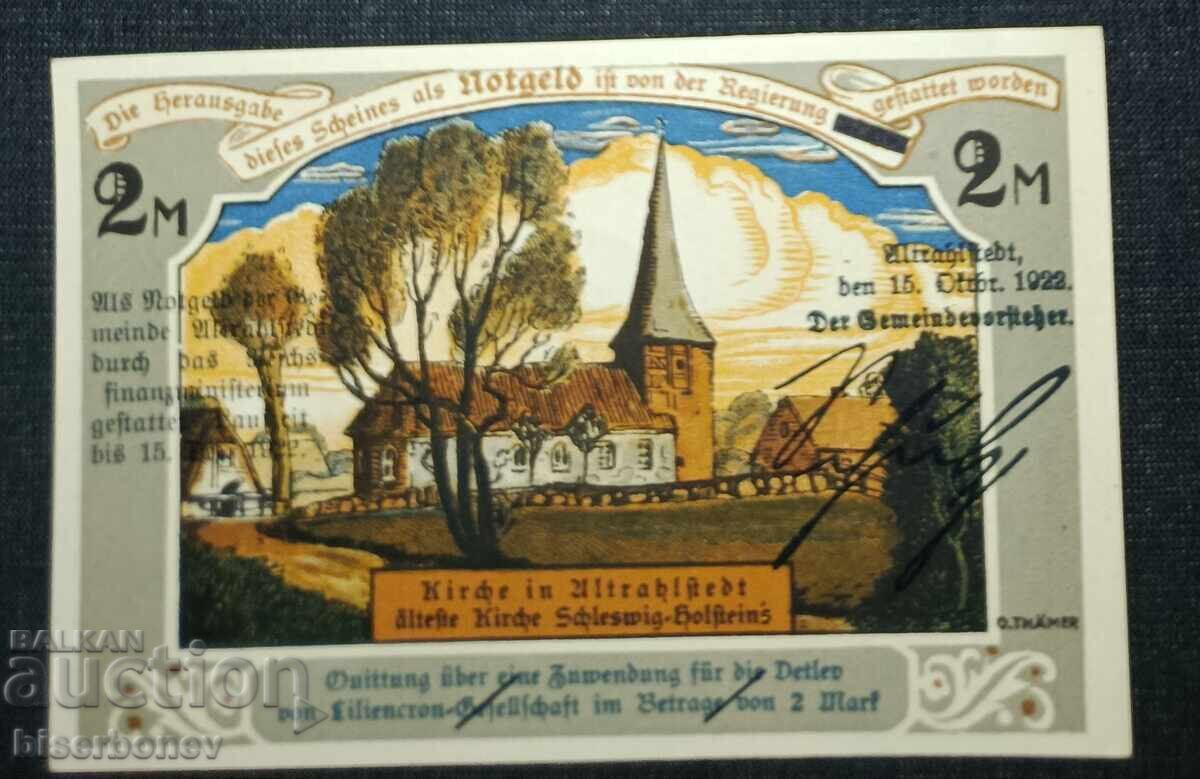 Die Herausgabe dieses Scheines als Notgeld ist von der Regierung gestattet worden
2M
2M
Altrahlstedt,
den 15. Oktbr. 1922.
Der Gemeindevorsteher.
Als Notgeld der Ge-
meinde Altrahlstedt
durch das Reichs-
finanzministerium
gestattet Laufzeit
bis 15.
Kirche in Altrahlstedt
älteste Kirche Schleswig-Holstein's
O. THÄMER
Quittung über eine Zuwendung für die Detlev
von Liliencron-Gesellschaft im Betrage von 2 Mark
BALKAN
auction
biserbonev